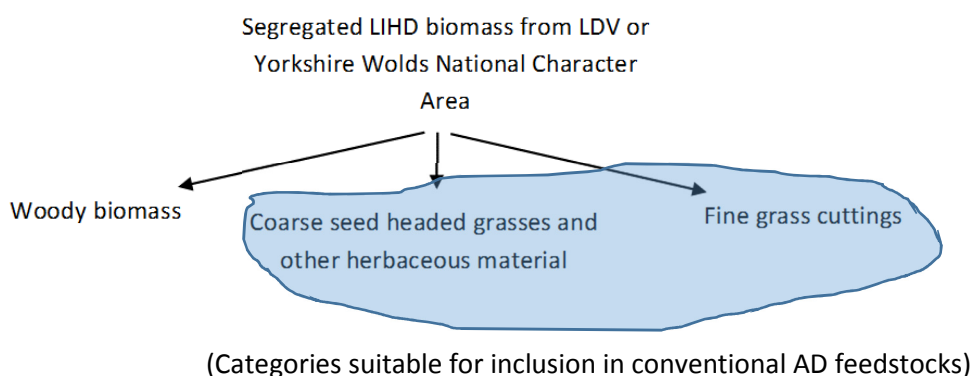 Segregated LIHD biomass from LDV or
Yorkshire Wolds National Character
Area
Woody biomass
Coarse seed headed grasses and
other herbaceous material
Fine grass cuttings
(Categories suitable for inclusion in conventional AD feedstocks)